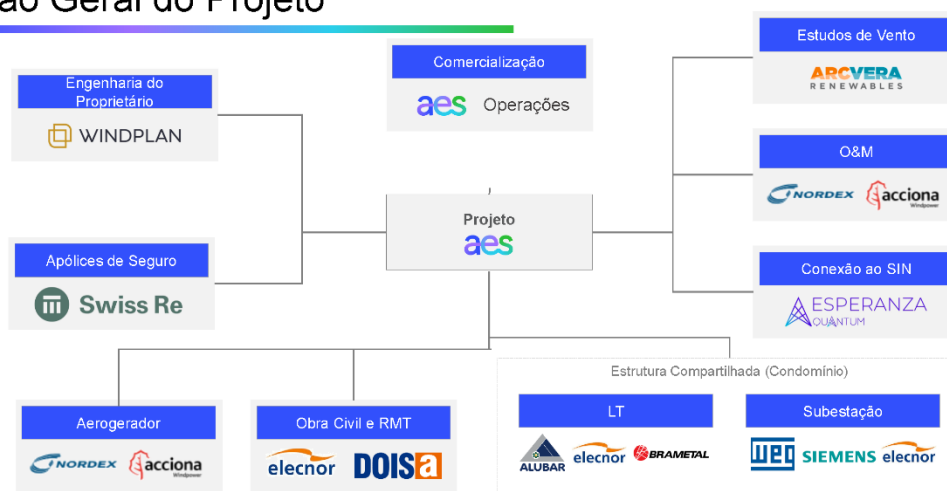 ão Geral do Projeto
Engenharia do
Proprietário
WINDPLAN
Comercialização
aes Operações
Estudos de Vento
ARCVERA
RENEWABLES
O&M
NORDEX acciona
Windpower
Projeto
aes
Apólices de Seguro
Swiss Re
Conexão ao SIN
ESPERANZA
QUANTUM
Estrutura Compartilhada (Condomínio)
Aerogerador
NORDEX acciona
Windpower
Obra Civil e RMT
elecnor DOISA
LT
ALUBAR elecnor BRAMETAL
Subestação
WEG SIEMENS elecnor